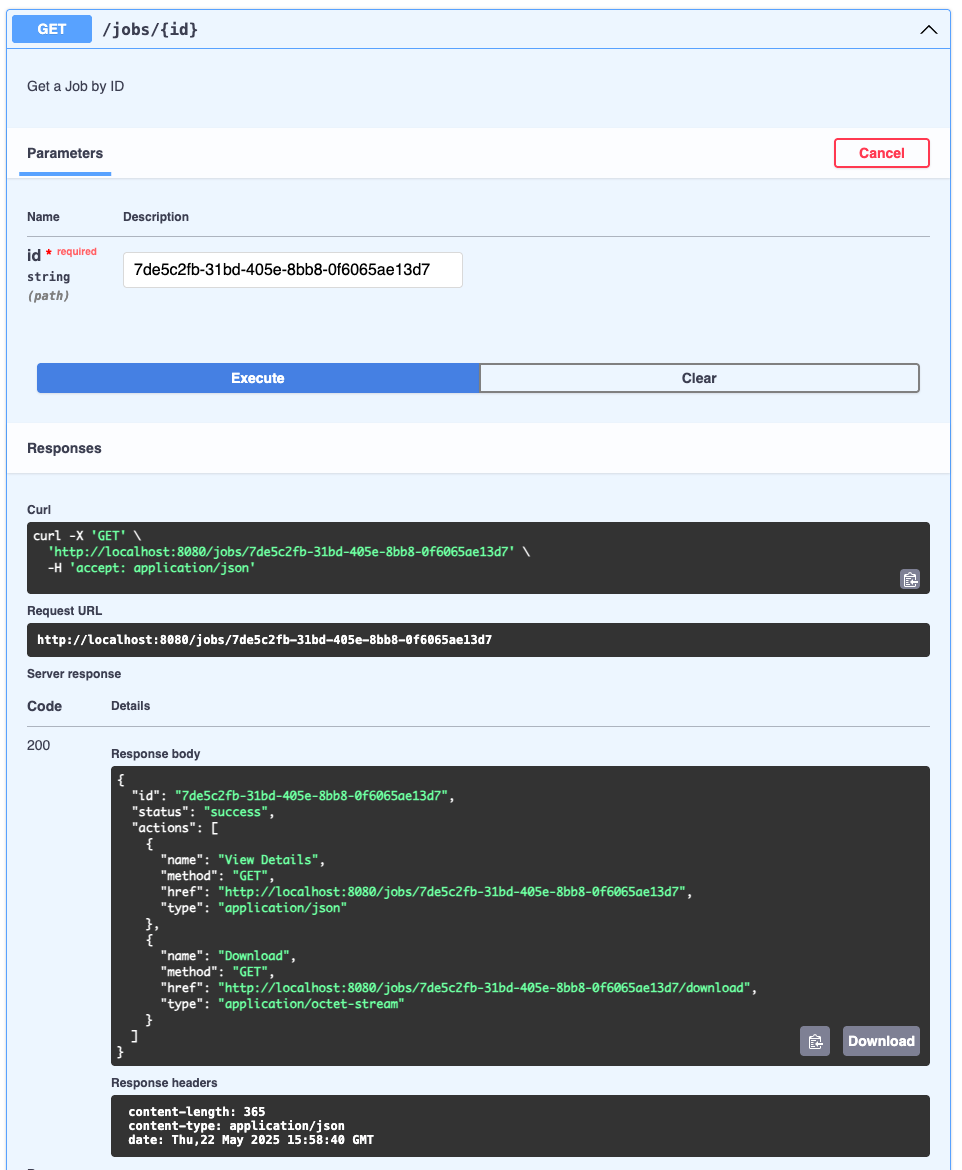 GET /jobs/{id}
Get a Job by ID
Parameters
Cancel
Name Description
id * required
string
(path)
7de5c2fb-31bd-405e-8bb8-0f6065ae13d7
Execute Clear
Responses
Curl
curl -X 'GET' \
  'http://localhost:8080/jobs/7de5c2fb-31bd-405e-8bb8-0f6065ae13d7' \
  -H 'accept: application/json'
Request URL
http://localhost:8080/jobs/7de5c2fb-31bd-405e-8bb8-0f6065ae13d7
Server response
Code Details
200
Response body
{
  "id": "7de5c2fb-31bd-405e-8bb8-0f6065ae13d7",
  "status": "success",
  "actions": [
    {
      "name": "View Details",
      "method": "GET",
      "href": "http://localhost:8080/jobs/7de5c2fb-31bd-405e-8bb8-0f6065ae13d7",
      "type": "application/json"
    },
    {
      "name": "Download",
      "method": "GET",
      "href": "http://localhost:8080/jobs/7de5c2fb-31bd-405e-8bb8-0f6065ae13d7/download",
      "type": "application/octet-stream"
    }
  ]
}
Download
Response headers
content-length: 365
content-type: application/json
date: Thu,22 May 2025 15:58:40 GMT